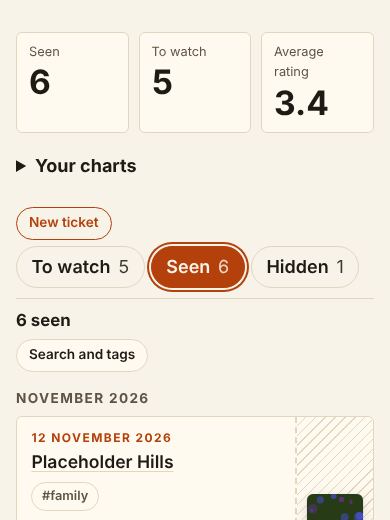 Seen
6
To watch
5
Average
rating
3.4
Your charts
New ticket
To watch 5
Seen 6
Hidden 1
6 seen
Search and tags
NOVEMBER 2026
12 NOVEMBER 2026
Placeholder Hills
#family